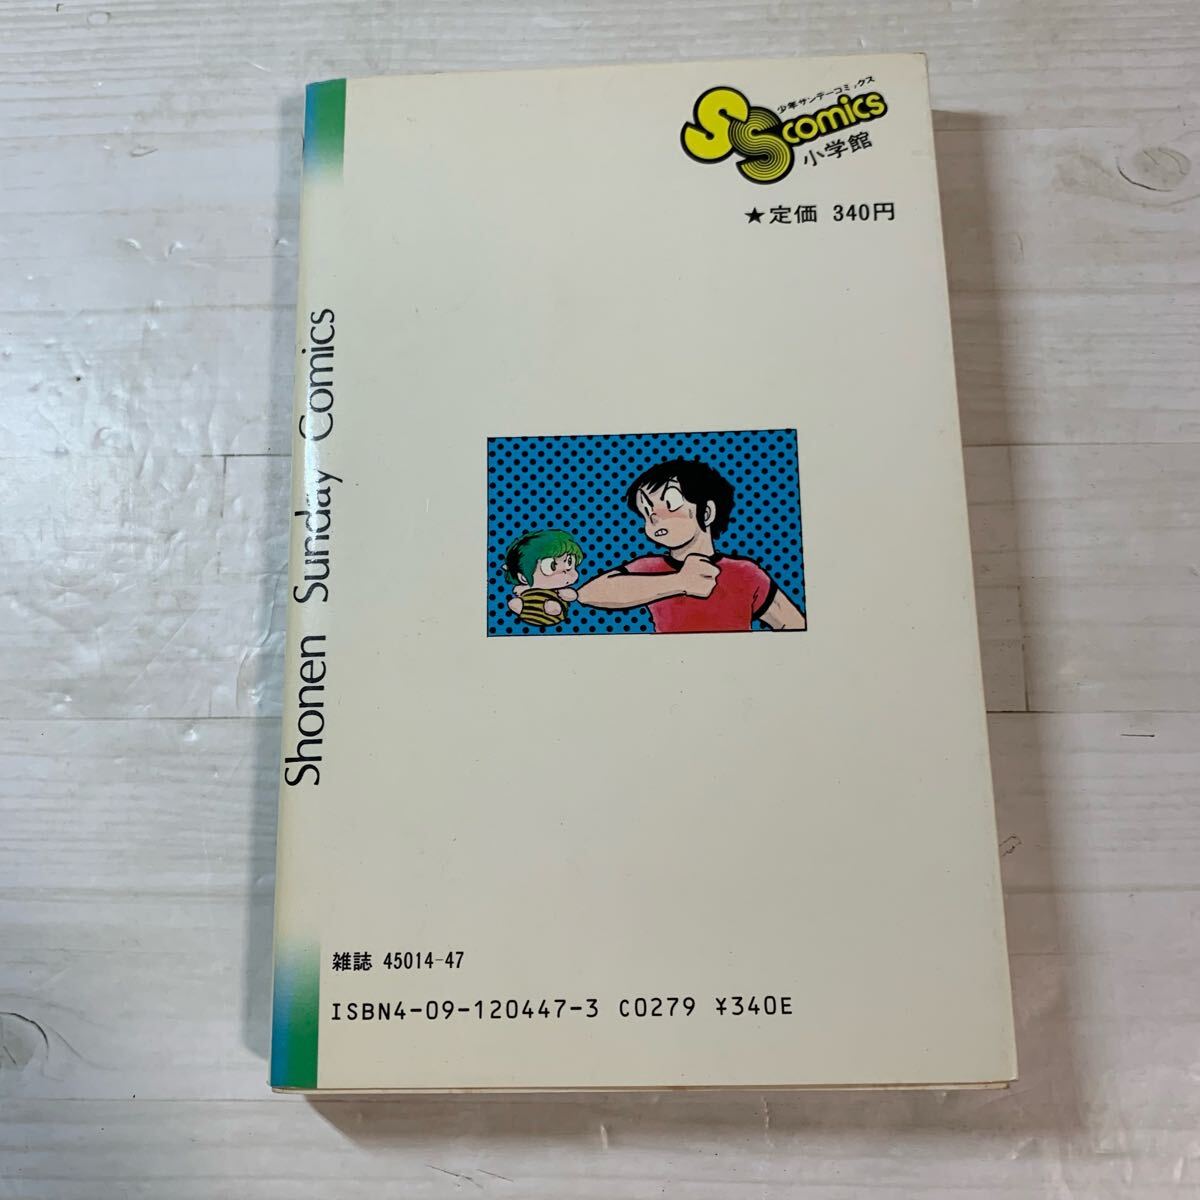 少年サンデーコミックス
SS comics
小学館
★定価 340円
Shonen Sunday Comics
雑誌 45014-47
ISBN4-09-120447-3 C0279 ¥340E